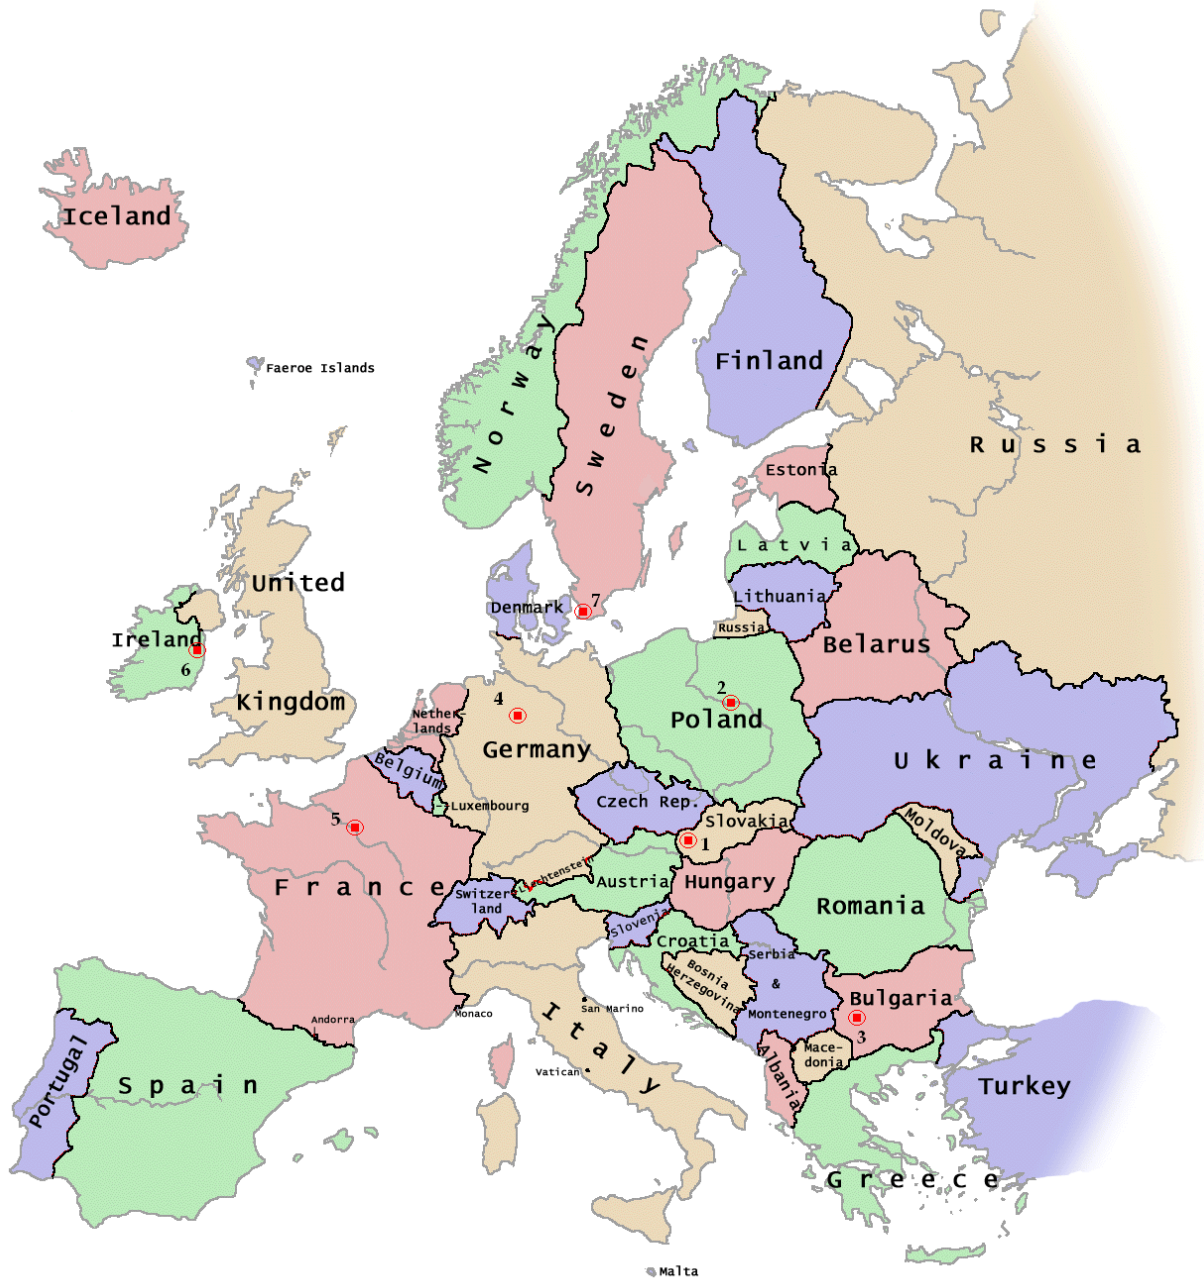 Iceland
Faeroe Islands
Norway
Sweden
Finland
Russia
Estonia
Latvia
Lithuania
Russia
Belarus
United
Kingdom
Ireland
6
Denmark
7
Nether-
lands
4
Germany
2
Poland
Belgium
Luxembourg
Czech Rep.
Slovakia
1
Ukraine
Moldova
5
France
Switzer-
land
Liechtenstein
Austria
Hungary
Slovenia
Croatia
Romania
Bosnia
Herzegovina
Serbia
&
Montenegro
Bulgaria
3
Italy
San Marino
Monaco
Vatican
Andorra
Portugal
Spain
Albania
Mace-
donia
Turkey
Greece
Malta